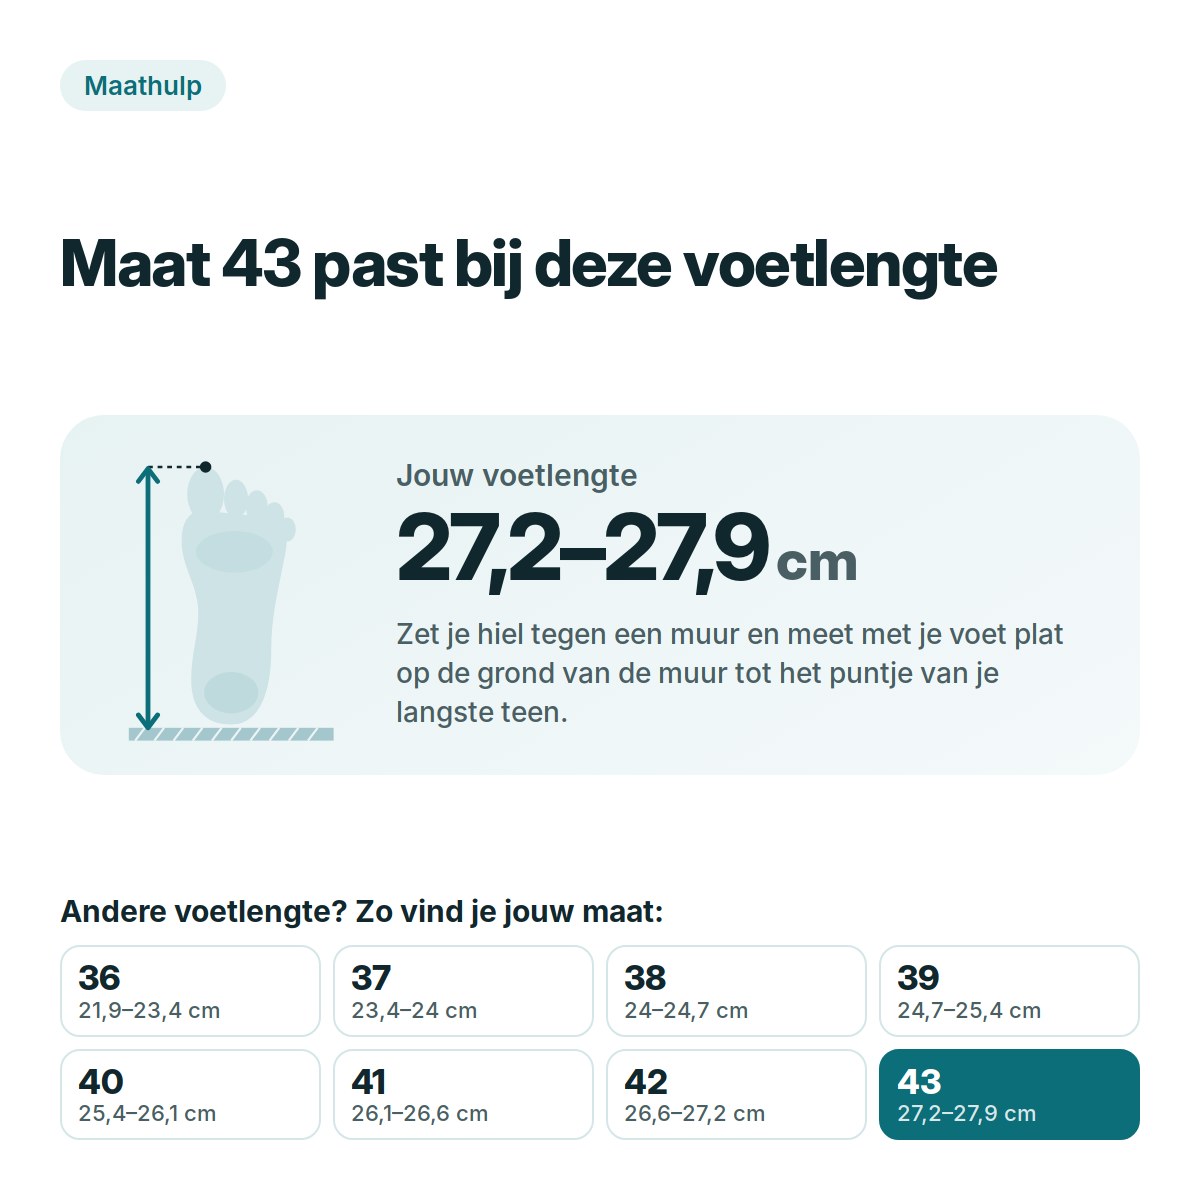 Maathulp
Maat 43 past bij deze voetlengte
Jouw voetlengte
27,2–27,9 cm
Zet je hiel tegen een muur en meet met je voet plat
op de grond van de muur tot het puntje van je
langste teen.
Andere voetlengte? Zo vind je jouw maat:
36
21,9–23,4 cm
37
23,4–24 cm
38
24–24,7 cm
39
24,7–25,4 cm
40
25,4–26,1 cm
41
26,1–26,6 cm
42
26,6–27,2 cm
43
27,2–27,9 cm